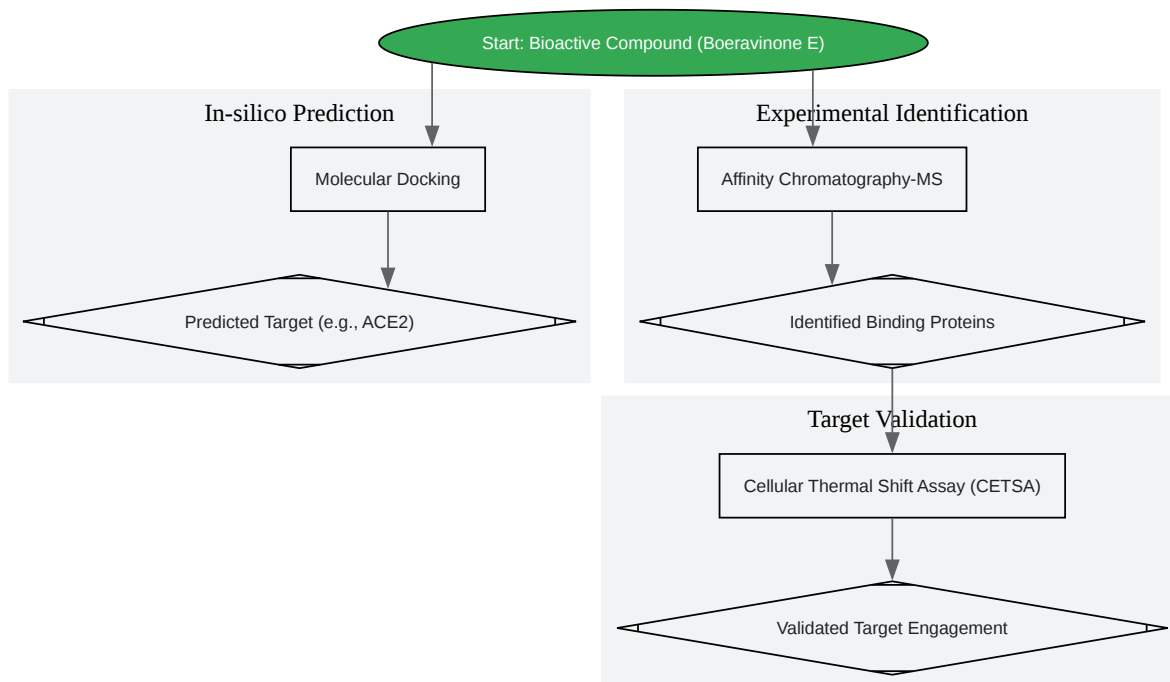 Start: Bioactive Compound (Boeravinone E)
In-silico Prediction
Experimental Identification
Molecular Docking
Affinity Chromatography-MS
Predicted Target (e.g., ACE2)
Identified Binding Proteins
Target Validation
Cellular Thermal Shift Assay (CETSA)
Validated Target Engagement